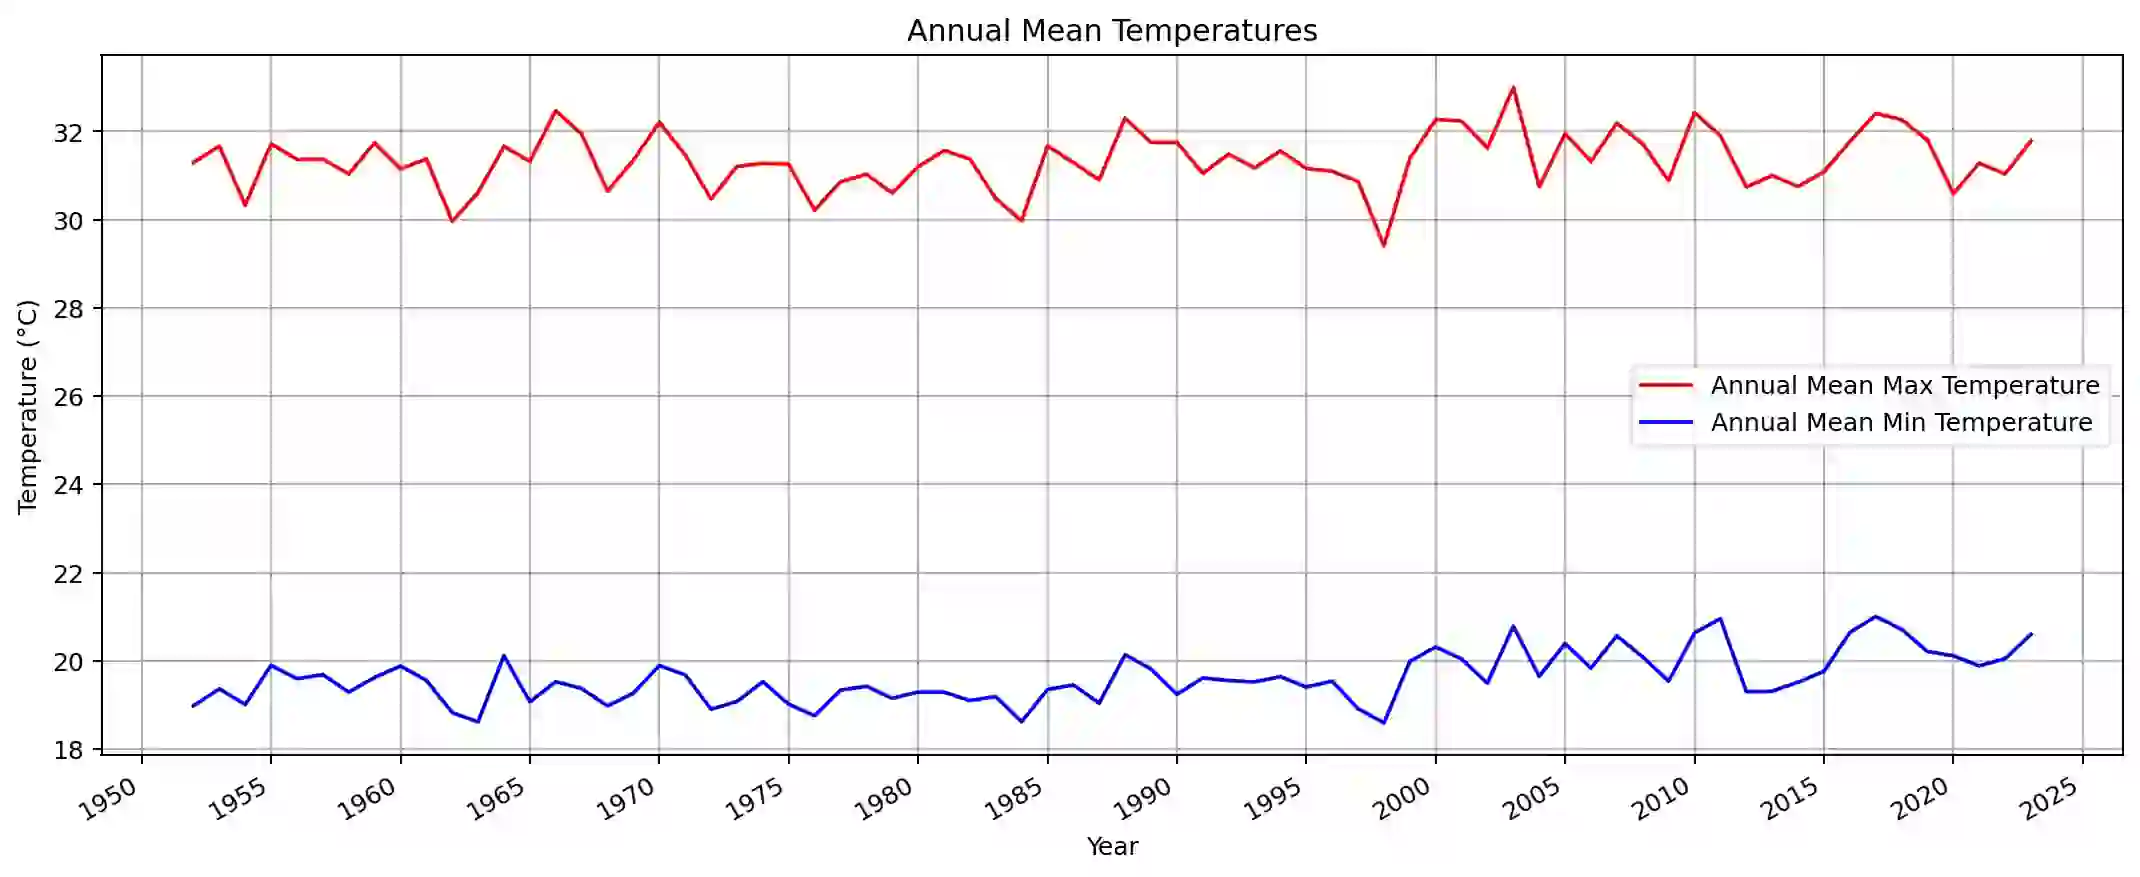 Annual Mean Temperatures
Temperature (°C)
32
30
28
26
24
22
20
18
Annual Mean Max Temperature
Annual Mean Min Temperature
1950 1955 1960 1965 1970 1975 1980 1985 1990 1995 2000 2005 2010 2015 2020 2025
Year